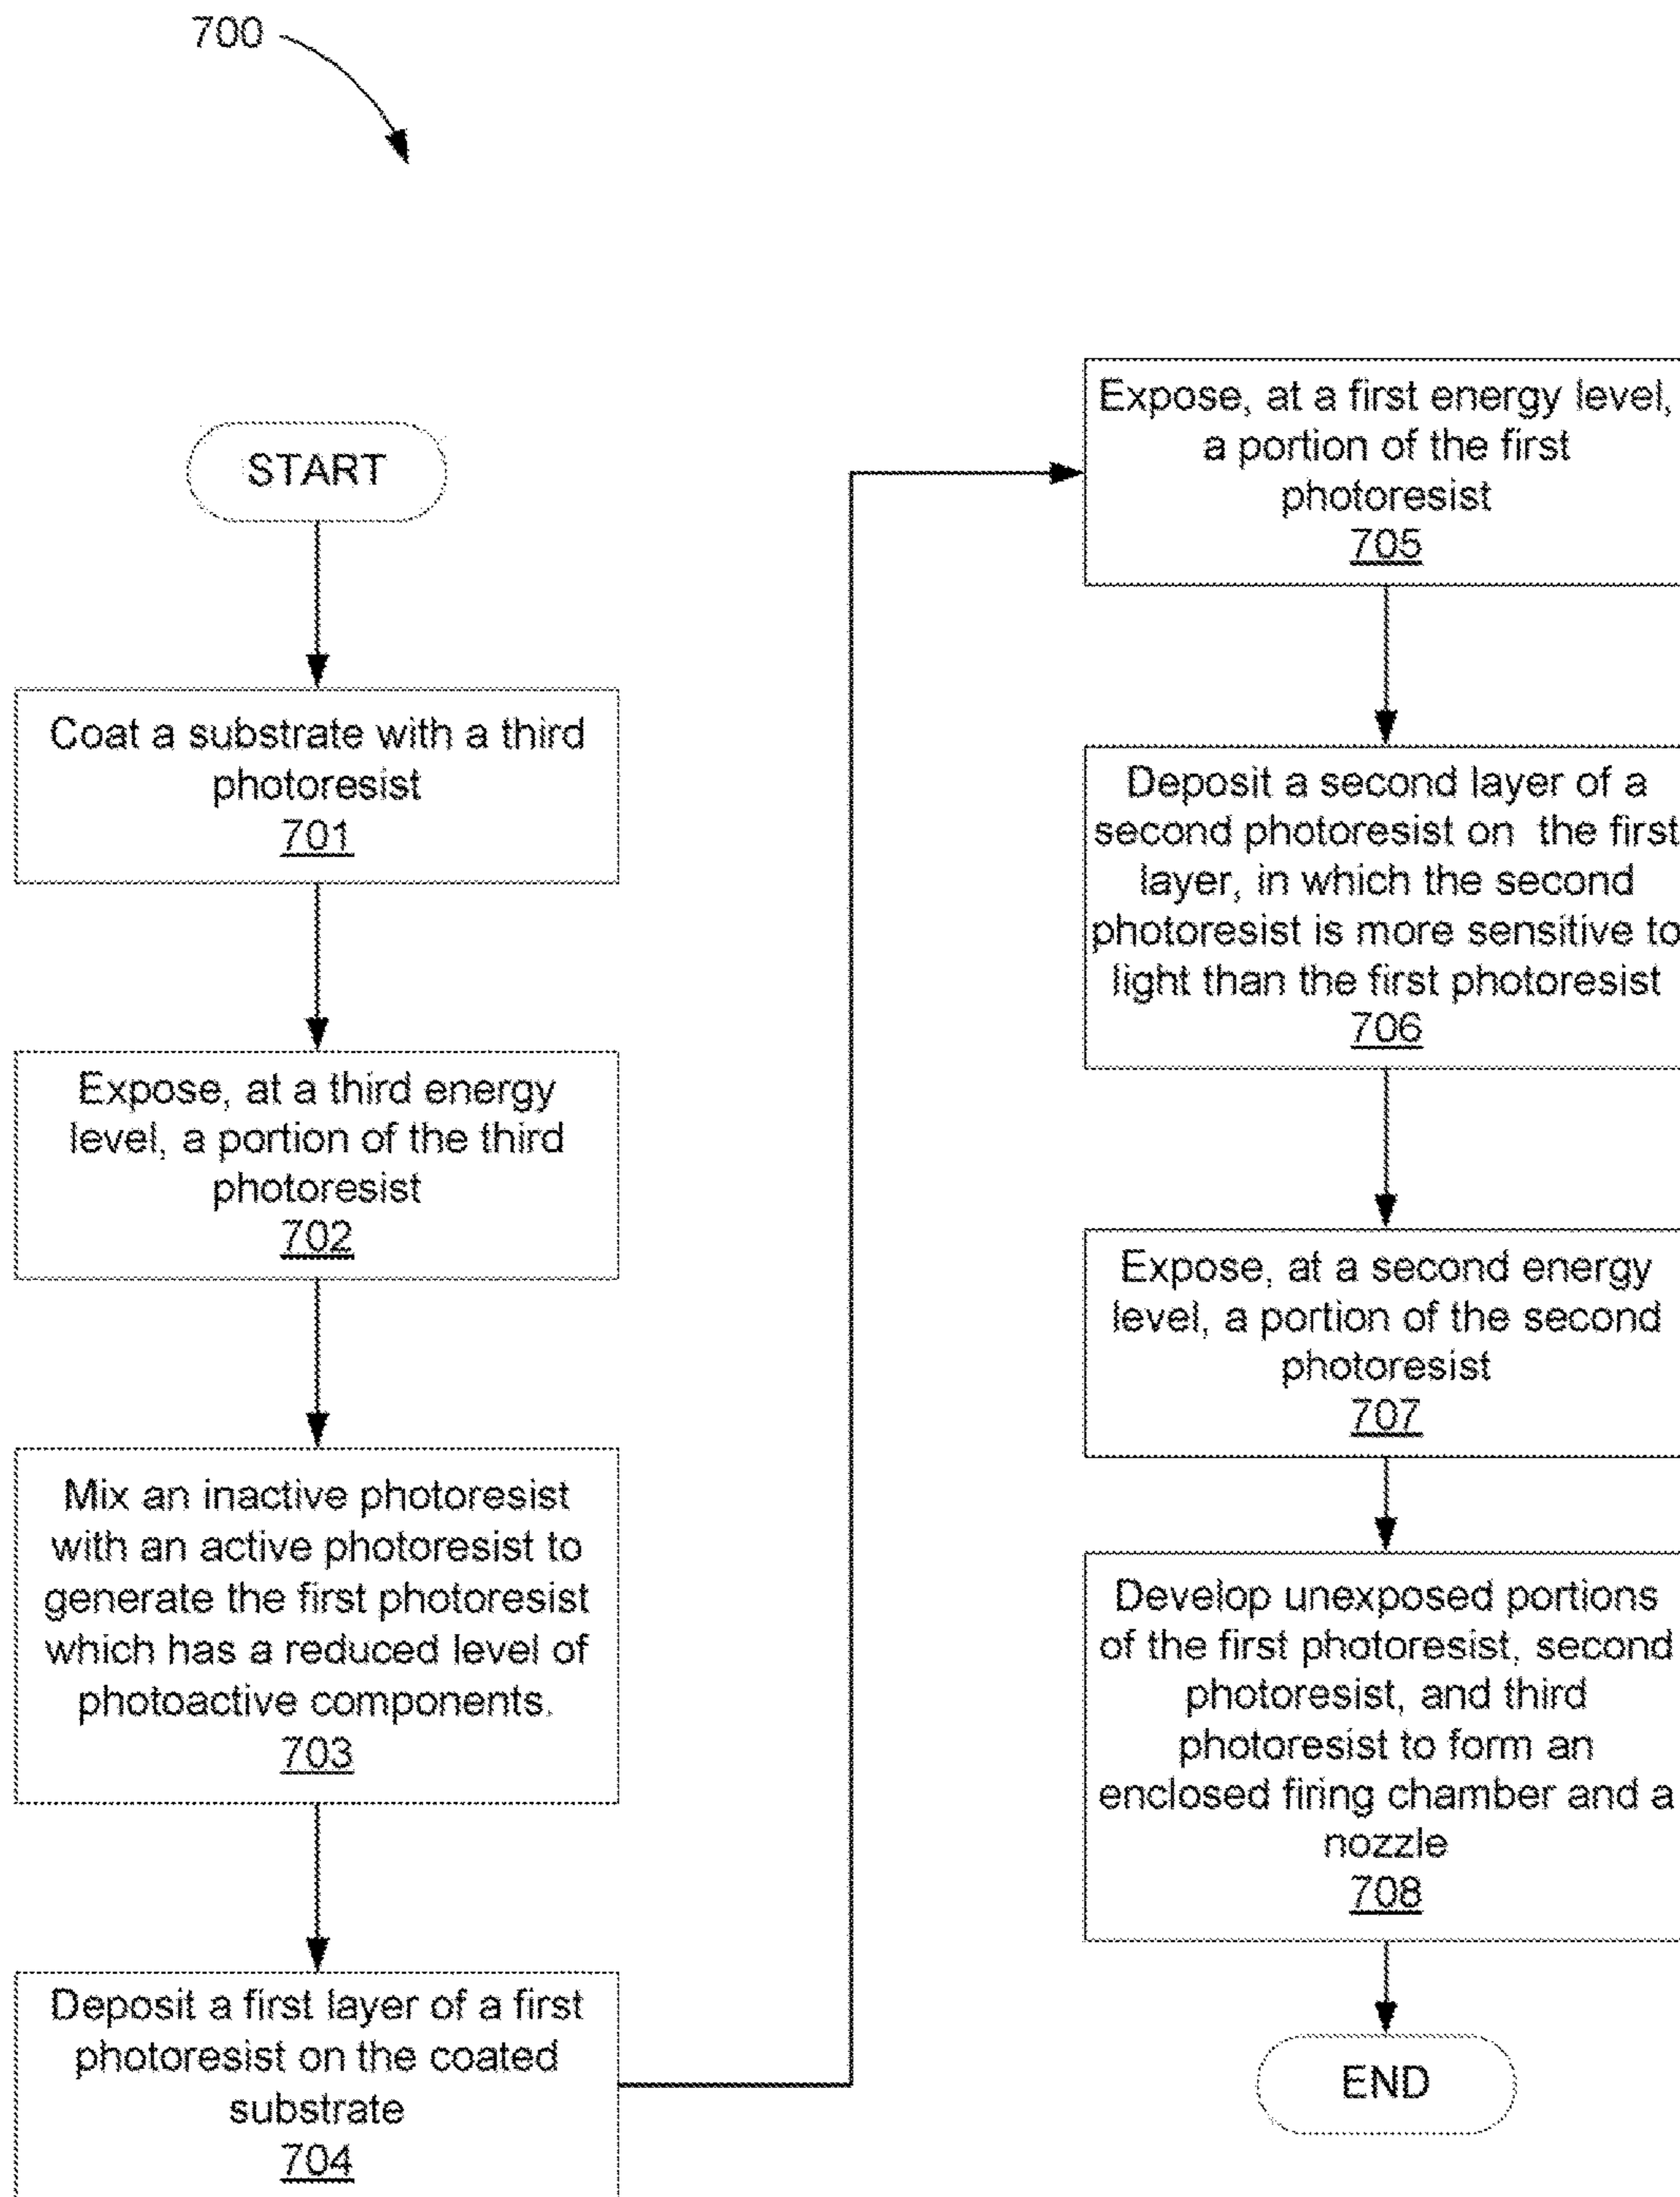 700
START
Coat a substrate with a third
photoresist
701
Expose, at a third energy
level, a portion of the third
photoresist
702
Mix an inactive photoresist
with an active photoresist to
generate the first photoresist
which has a reduced level of
photoactive components.
703
Deposit a first layer of a first
photoresist on the coated
substrate
704
Expose, at a first energy level,
a portion of the first
photoresist
705
Deposit a second layer of a
second photoresist on the first
layer, in which the second
photoresist is more sensitive to
light than the first photoresist
706
Expose, at a second energy
level, a portion of the second
photoresist
707
Develop unexposed portions
of the first photoresist, second
photoresist, and third
photoresist to form an
enclosed firing chamber and a
nozzle
708
END